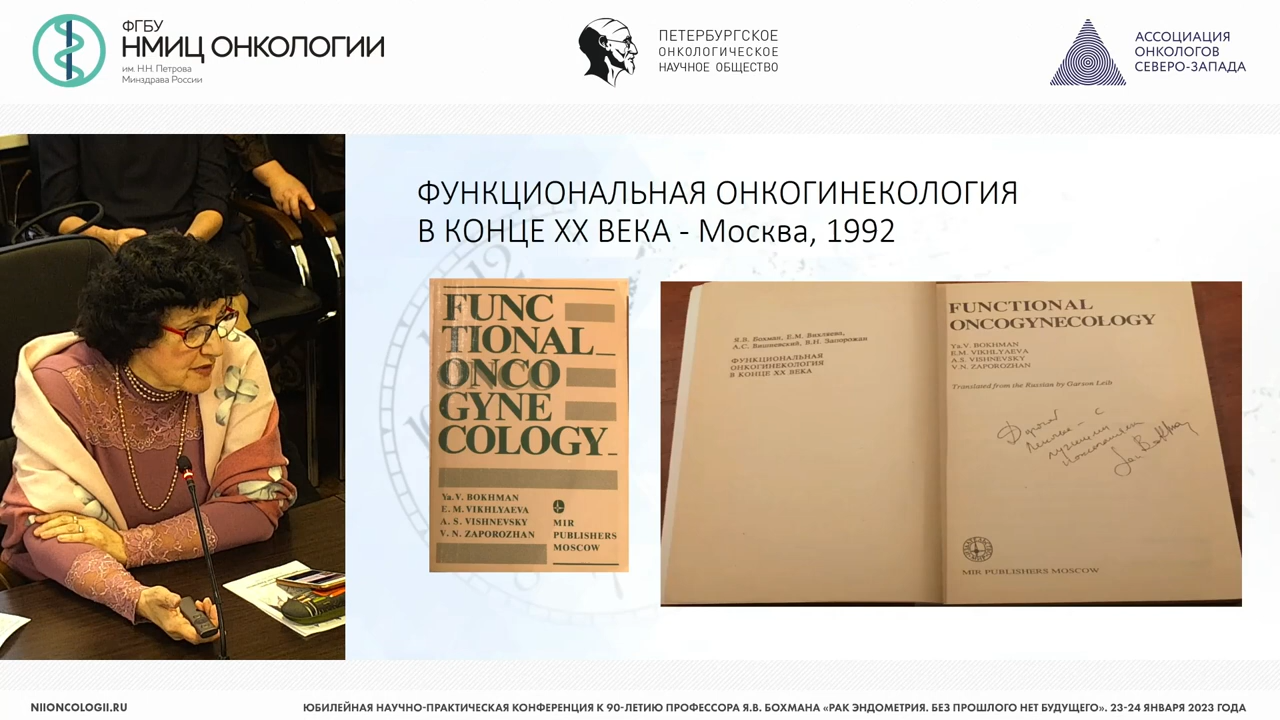 ФГБУ
НМИЦ ОНКОЛОГИИ
им. Н.Н. Петрова
Минздрава России
ПЕТЕРБУРГСКОЕ
ОНКОЛОГИЧЕСКОЕ
НАУЧНОЕ ОБЩЕСТВО
АССОЦИАЦИЯ
ОНКОЛОГОВ
СЕВЕРО-ЗАПАДА
ФУНКЦИОНАЛЬНАЯ ОНКОГИНЕКОЛОГИЯ
В КОНЦЕ XX ВЕКА - Москва, 1992
FUNC
TIONAL
ONCO
GYNE
COLOGY
Ya.V. BOKHMAN
E. M. VIKHLYAEVA
A. S. VISHNEVSKY
V. N. ZAPOROZHAN
MIR
PUBLISHERS
MOSCOW
Я.В. Бохман, Е.М. Вихляева,
А.С. Вишневский, В.Н. Запорожан
ФУНКЦИОНАЛЬНАЯ
ОНКОГИНЕКОЛОГИЯ
В КОНЦЕ XX ВЕКА
FUNCTIONAL
ONCOGYNECOLOGY
Ya. V. BOKHMAN
E.M. VIKHLYAEVA
A.S. VISHNEVSKY
V.N. ZAPOROZHAN
Translated from the Russian by Garson Leib
MIR PUBLISHERS MOSCOW
NIIONCOLOGII.RU
ЮБИЛЕЙНАЯ НАУЧНО-ПРАКТИЧЕСКАЯ КОНФЕРЕНЦИЯ К 90-ЛЕТИЮ ПРОФЕССОРА Я.В. БОХМАНА «РАК ЭНДОМЕТРИЯ. БЕЗ ПРОШЛОГО НЕТ БУДУЩЕГО». 23-24 ЯНВАРЯ 2023 ГОДА